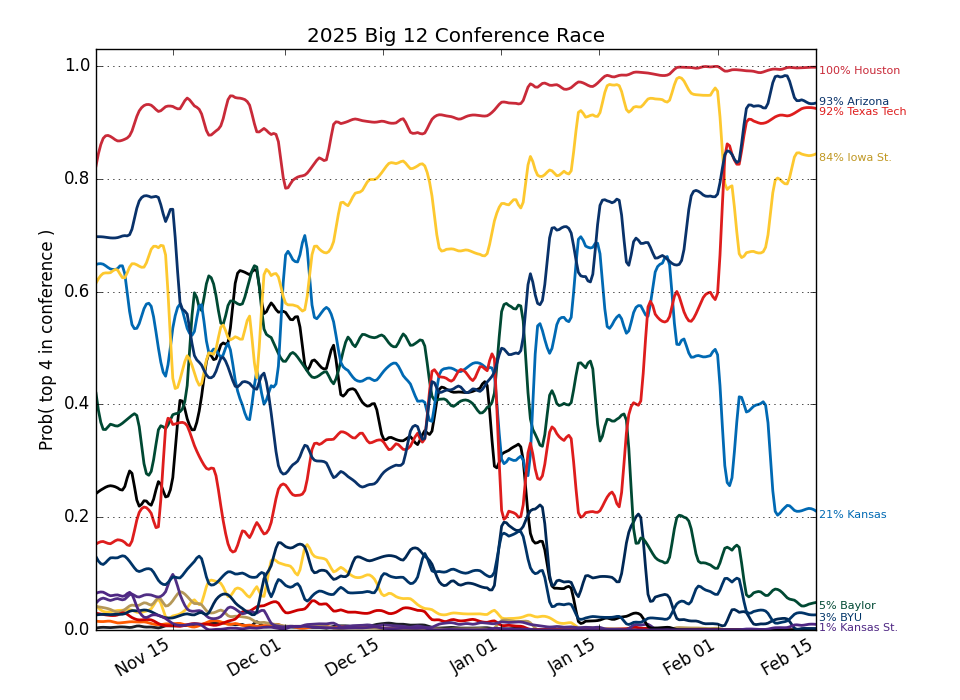 2025 Big 12 Conference Race
Prob( top 4 in conference )
1.0
0.8
0.6
0.4
0.2
0.0
Nov 15
Dec 01
Dec 15
Jan 01
Jan 15
Feb 01
Feb 15
100% Houston
93% Arizona
92% Texas Tech
84% Iowa St.
21% Kansas
5% Baylor
3% BYU
1% Kansas St.